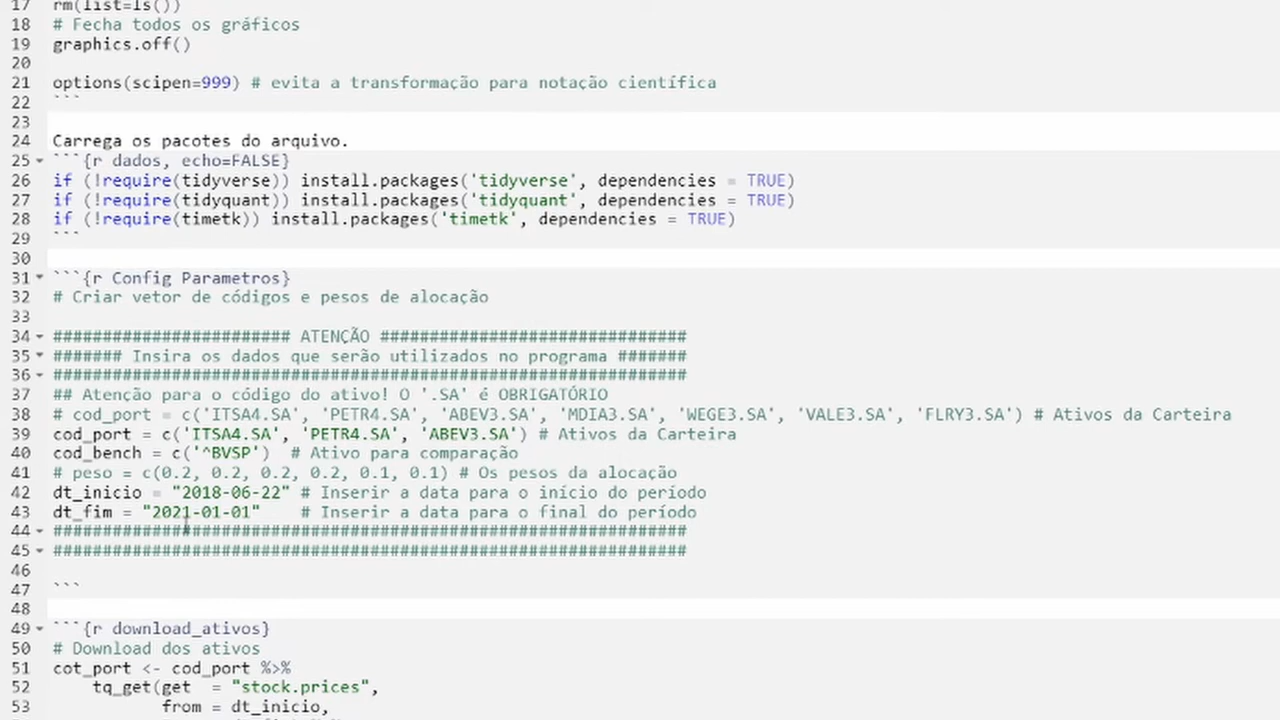 17 rm(list=ls())
18 # Fecha todos os gráficos
19 graphics.off()
20
21 options(scipen=999) # evita a transformação para notação científica
22 ```
23
24 Carrega os pacotes do arquivo.
25 ```{r dados, echo=FALSE}
26 if (!require(tidyverse)) install.packages('tidyverse', dependencies = TRUE)
27 if (!require(tidyquant)) install.packages('tidyquant', dependencies = TRUE)
28 if (!require(timetk)) install.packages('timetk', dependencies = TRUE)
29 ```
30
31 ```{r Config Parametros}
32 # Criar vetor de códigos e pesos de alocação
33
34 ######################## ATENÇÃO ###############################
35 ####### Insira os dados que serão utilizados no programa #######
36 ################################################################
37 ## Atenção para o código do ativo! O '.SA' é OBRIGATÓRIO
38 # cod_port = c('ITSA4.SA', 'PETR4.SA', 'ABEV3.SA', 'MDIA3.SA', 'WEGE3.SA', 'VALE3.SA', 'FLRY3.SA') # Ativos da Carteira
39 cod_port = c('ITSA4.SA', 'PETR4.SA', 'ABEV3.SA') # Ativos da Carteira
40 cod_bench = c('^BVSP')  # Ativo para comparação
41 # peso = c(0.2, 0.2, 0.2, 0.2, 0.1, 0.1) # Os pesos da alocação
42 dt_inicio = "2018-06-22" # Inserir a data para o início do período
43 dt_fim = "2021-01-01"    # Inserir a data para o final do período
44 ################################################################
45 ################################################################
46
47 ```
48
49 ```{r download_ativos}
50 # Download dos ativos
51 cot_port <- cod_port %>%
52     tq_get(get  = "stock.prices",
53            from = dt_inicio,